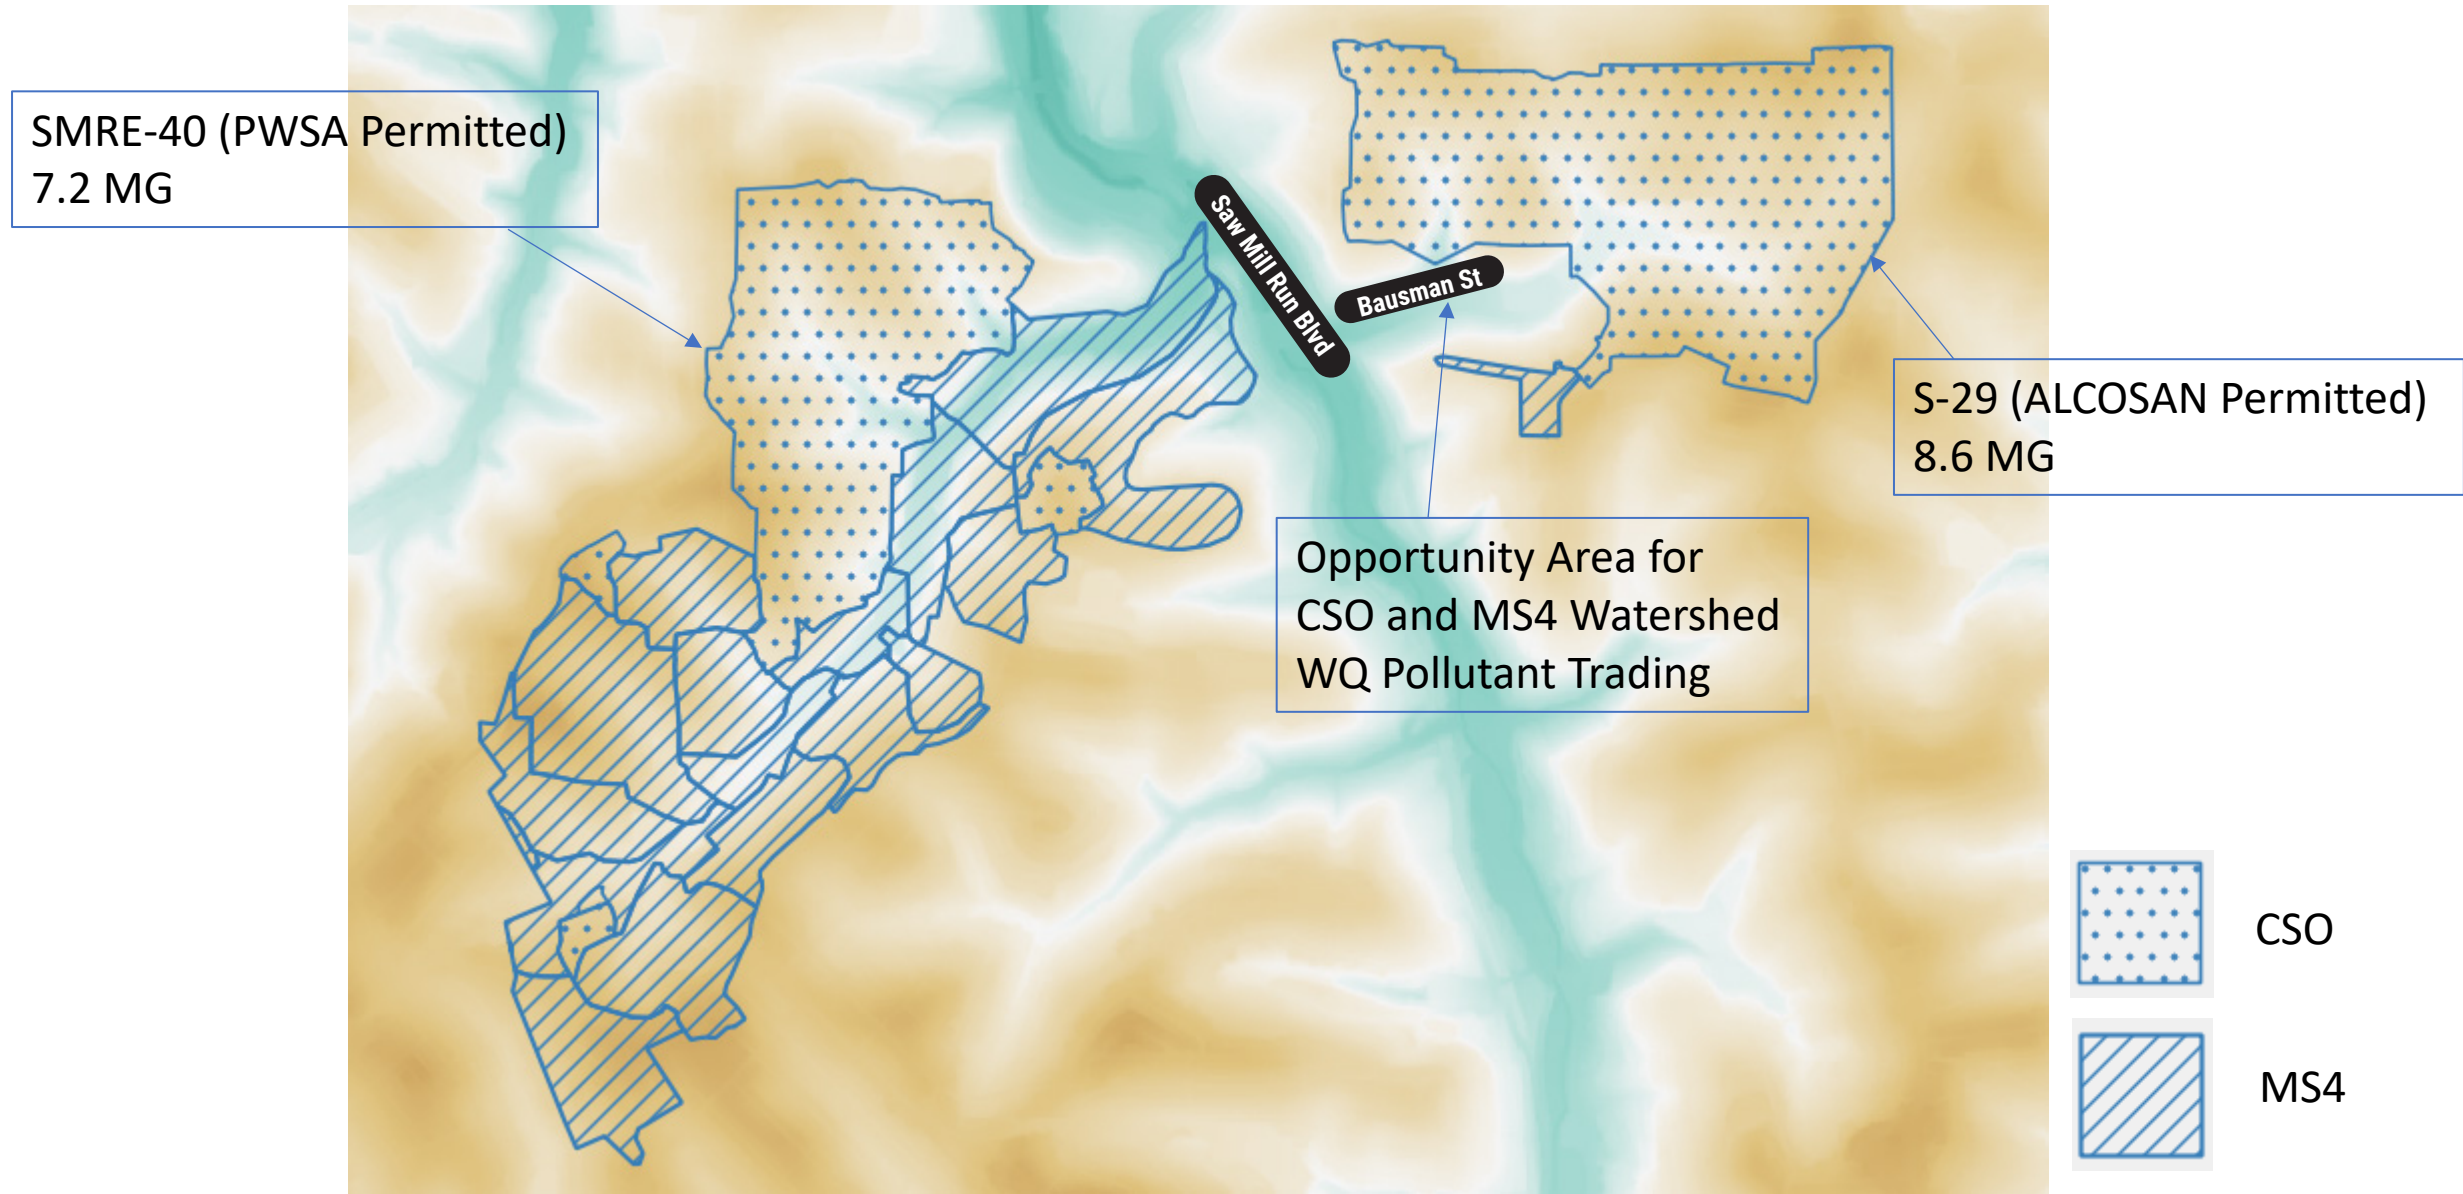 SMRE-40 (PWSA Permitted)
7.2 MG
Saw Mill Run Blvd
Bausman St
S-29 (ALCOSAN Permitted)
8.6 MG
Opportunity Area for
CSO and MS4 Watershed
WQ Pollutant Trading
CSO
MS4